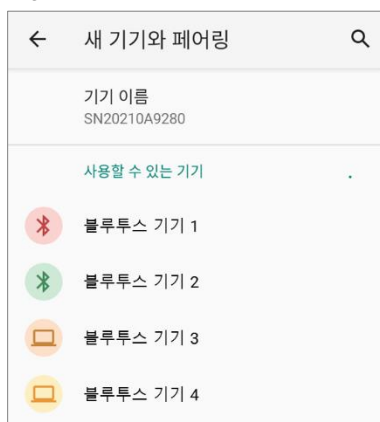 새 기기와 페어링
기기 이름
SN20210A9280
사용할 수 있는 기기
블루투스 기기 1
블루투스 기기 2
블루투스 기기 3
블루투스 기기 4